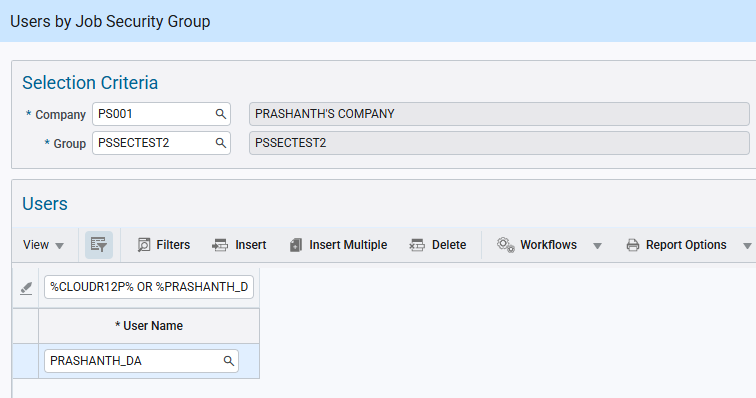 Users by Job Security Group
Selection Criteria
* Company PS001 PRASHANTH'S COMPANY
* Group PSSECTEST2 PSSECTEST2
Users
View Filters Insert Insert Multiple Delete Workflows Report Options
%CLOUDR12P% OR %PRASHANTH_D
* User Name
PRASHANTH_DA